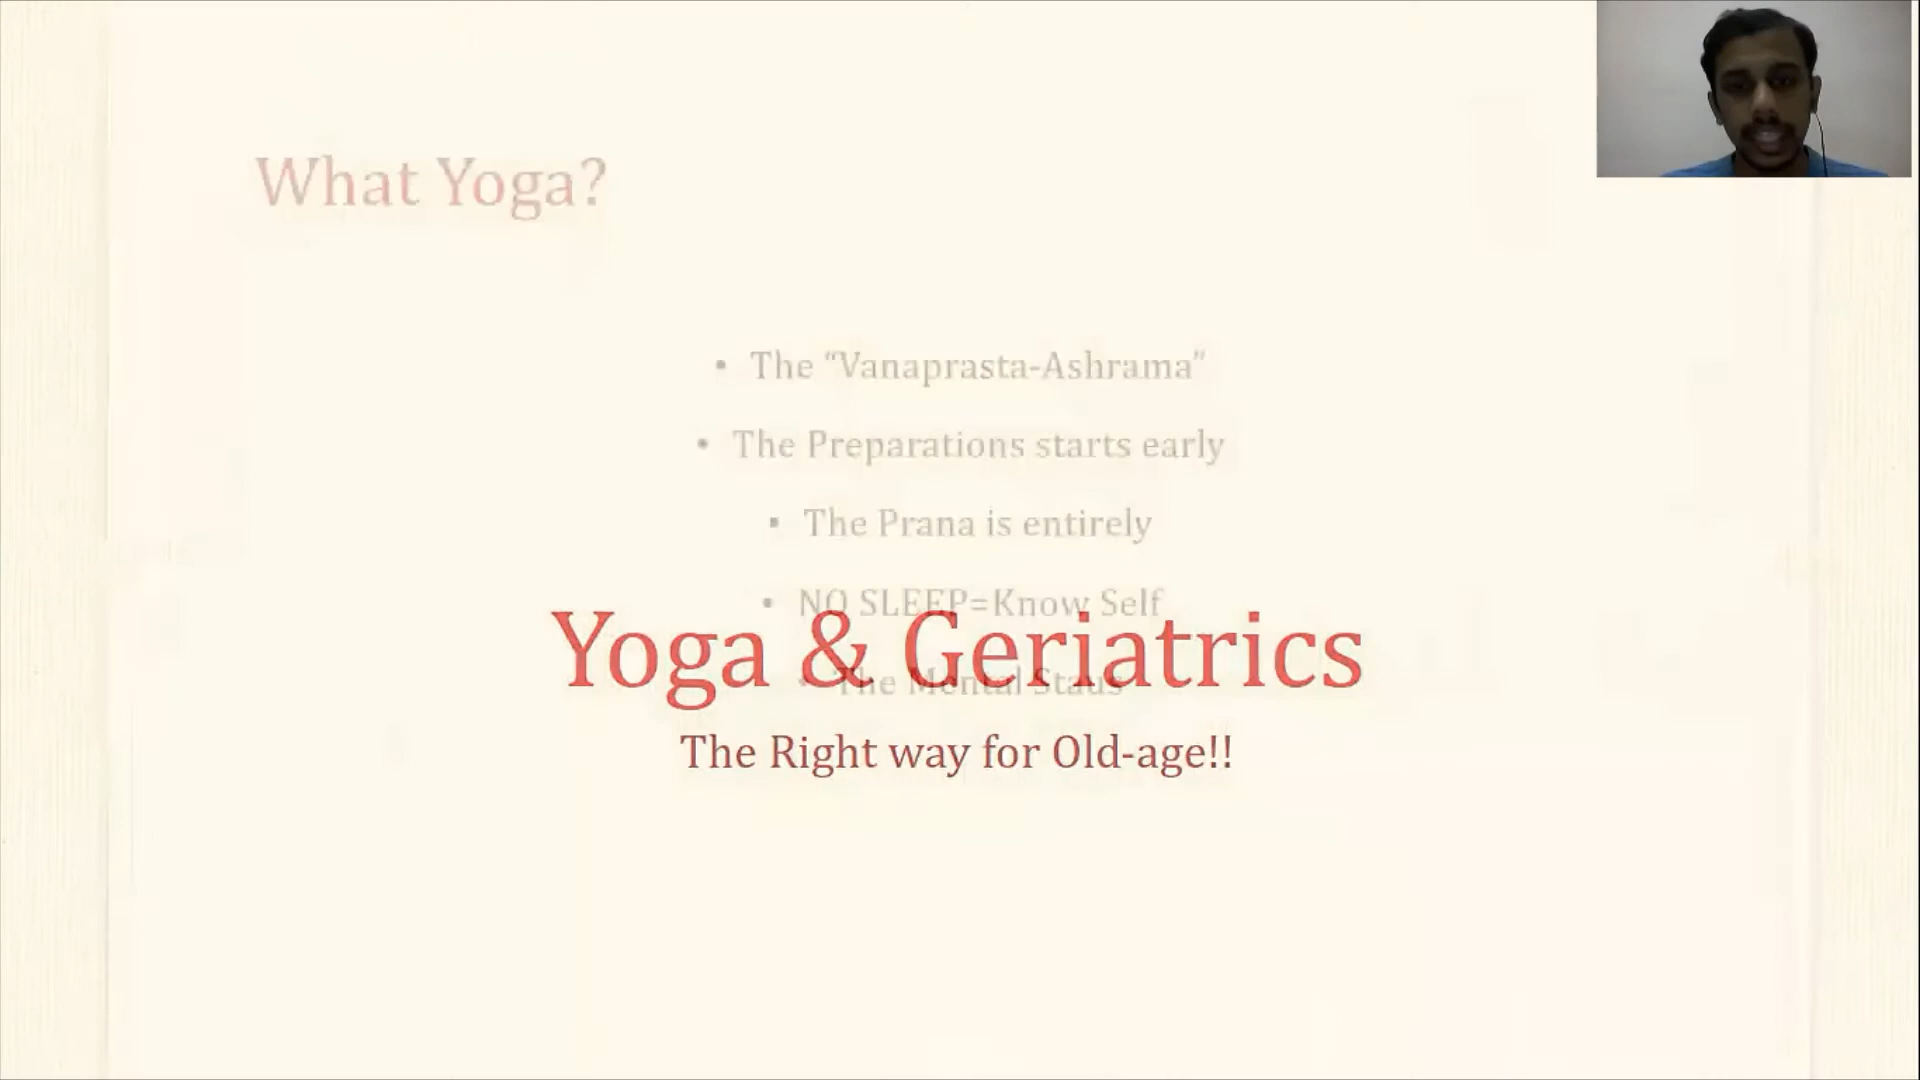 What Yoga?
• The “Vanaprasta-Ashrama”
• The Preparations starts early
• The Prana is entirely
• NO SLEEP=Know Self
Yoga & Geriatrics
• The Mental Staus
The Right way for Old-age!!